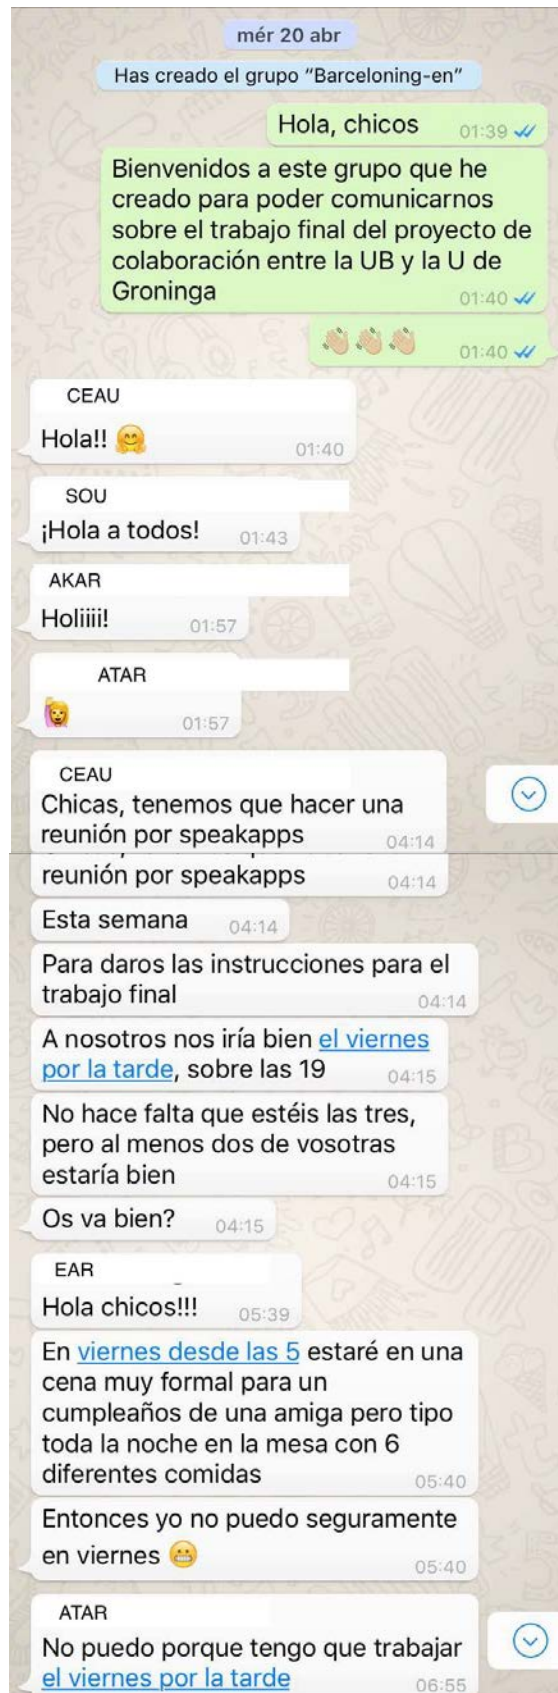 mér 20 abr
Has creado el grupo "Barceloning-en"
Hola, chicos 01:39
Bienvenidos a este grupo que he
creado para poder comunicarnos
sobre el trabajo final del proyecto de
colaboración entre la UB y la U de
Groninga 01:40
👏🏼👏🏼👏🏼 01:40
CEAU
Hola!! 🤗 01:40
SOU
¡Hola a todos! 01:43
AKAR
Holiiii! 01:57
ATAR
🙋🏼 01:57
CEAU
Chicas, tenemos que hacer una
reunión por speakapps 04:14
reunión por speakapps 04:14
Esta semana 04:14
Para daros las instrucciones para el
trabajo final 04:14
A nosotros nos iría bien el viernes
por la tarde, sobre las 19 04:15
No hace falta que estéis las tres,
pero al menos dos de vosotras
estaría bien 04:15
Os va bien? 04:15
EAR
Hola chicos!!! 05:39
En viernes desde las 5 estaré en una
cena muy formal para un
cumpleaños de una amiga pero tipo
toda la noche en la mesa con 6
diferentes comidas 05:40
Entonces yo no puedo seguramente
en viernes 😬 05:40
ATAR
No puedo porque tengo que trabajar
el viernes por la tarde 06:55